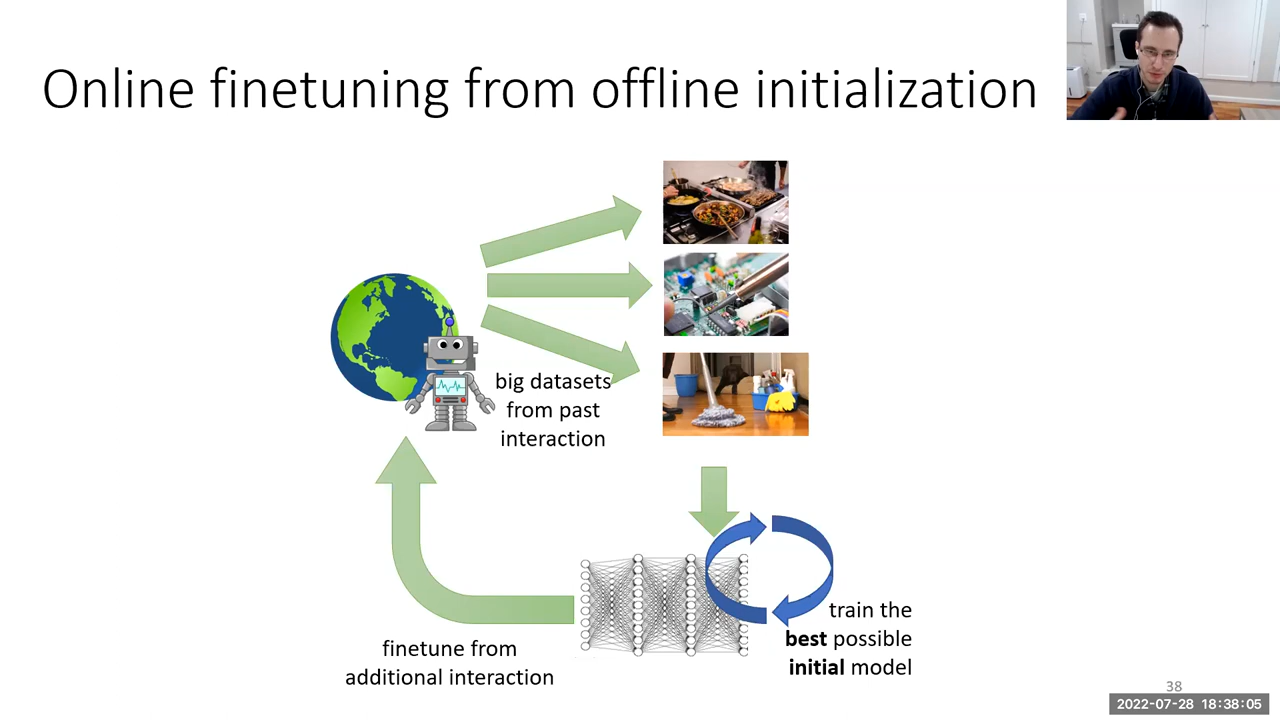 Online finetuning from offline initialization
big datasets
from past
interaction
train the
best possible
initial model
finetune from
additional interaction
38
2022-07-28 18:38:05